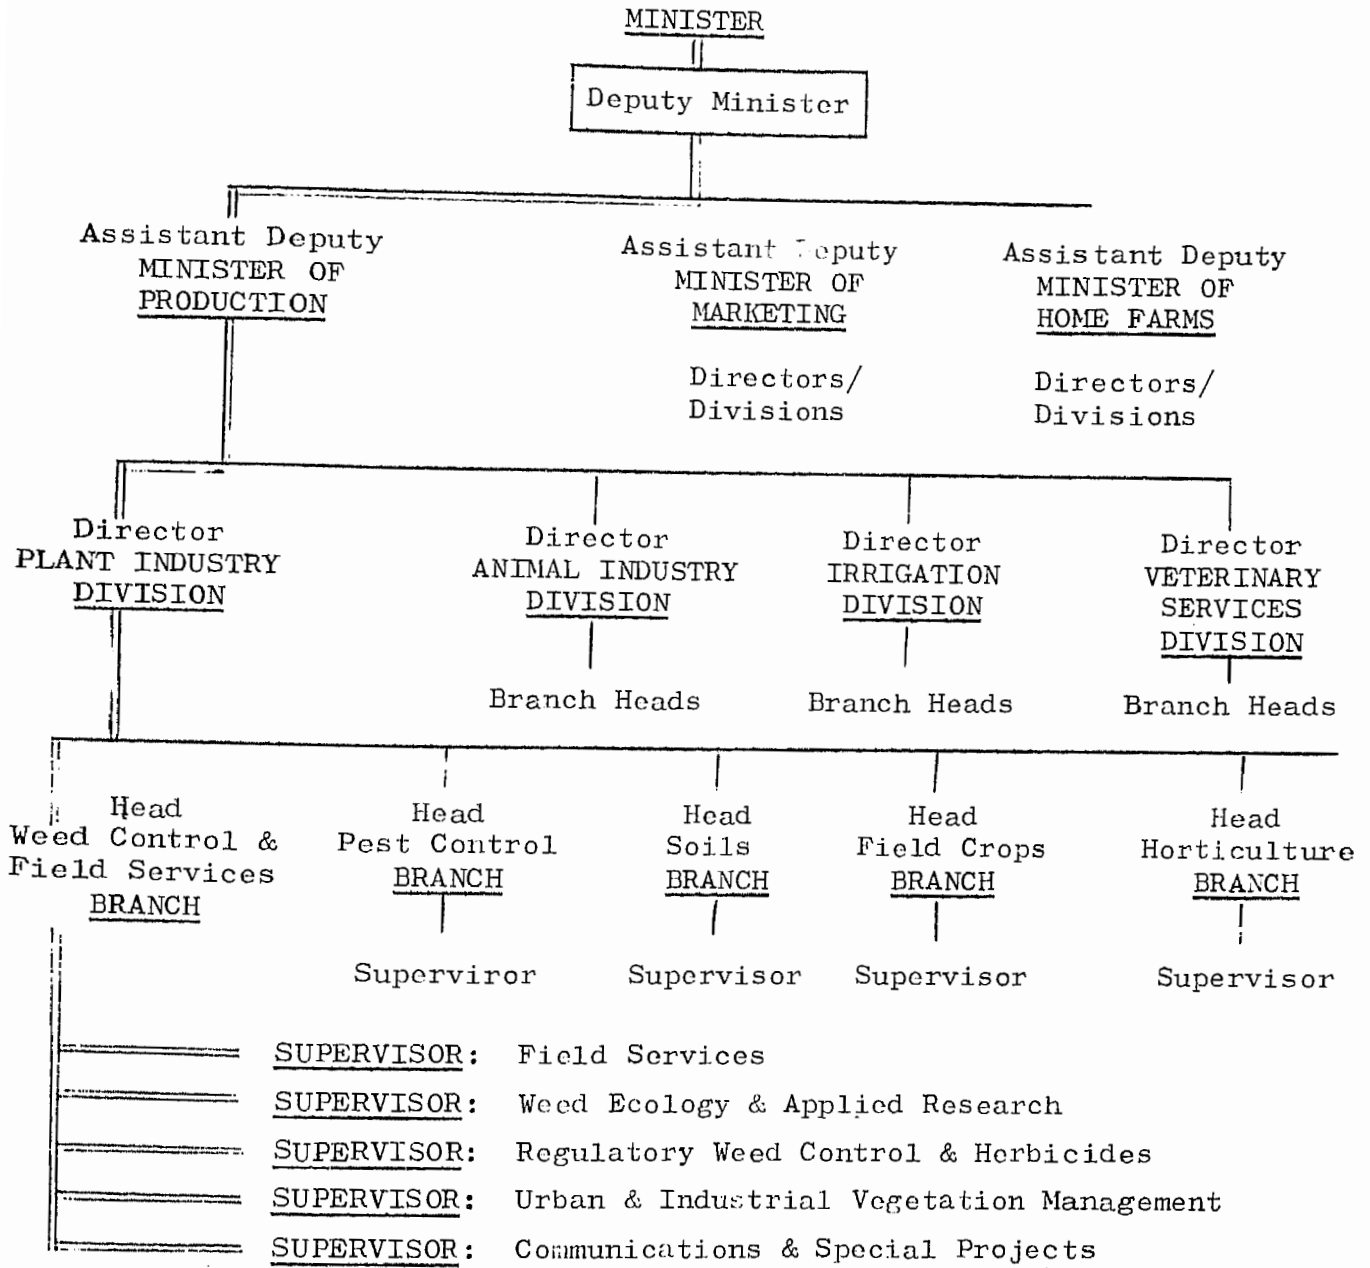 MINISTER
Deputy Minister
Assistant Deputy
MINISTER OF
PRODUCTION
Assistant Deputy
MINISTER OF
MARKETING
Directors/
Divisions
Assistant Deputy
MINISTER OF
HOME FARMS
Directors/
Divisions
Director
PLANT INDUSTRY
DIVISION
Director
ANIMAL INDUSTRY
DIVISION
Branch Heads
Director
IRRIGATION
DIVISION
Branch Heads
Director
VETERINARY
SERVICES
DIVISION
Branch Heads
Head
Weed Control &
Field Services
BRANCH
Head
Pest Control
BRANCH
Superviror
Head
Soils
BRANCH
Supervisor
Head
Field Crops
BRANCH
Supervisor
Head
Horticulture
BRANCH
Supervisor
SUPERVISOR: Field Services
SUPERVISOR: Weed Ecology & Applied Research
SUPERVISOR: Regulatory Weed Control & Herbicides
SUPERVISOR: Urban & Industrial Vegetation Management
SUPERVISOR: Communications & Special Projects